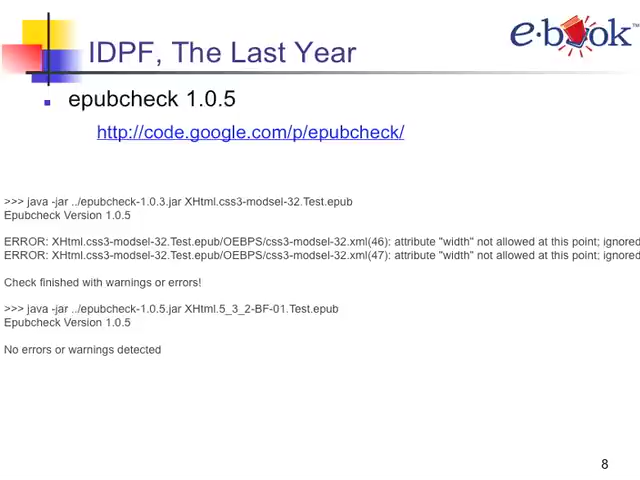 e·book™
IDPF, The Last Year
epubcheck 1.0.5
http://code.google.com/p/epubcheck/
>>> java -jar ../epubcheck-1.0.3.jar XHtml.css3-modsel-32.Test.epub
Epubcheck Version 1.0.5
ERROR: XHtml.css3-modsel-32.Test.epub/OEBPS/css3-modsel-32.xml(46): attribute "width" not allowed at this point; ignored
ERROR: XHtml.css3-modsel-32.Test.epub/OEBPS/css3-modsel-32.xml(47): attribute "width" not allowed at this point; ignored
Check finished with warnings or errors!
>>> java -jar ../epubcheck-1.0.5.jar XHtml.5_3_2-BF-01.Test.epub
Epubcheck Version 1.0.5
No errors or warnings detected
8